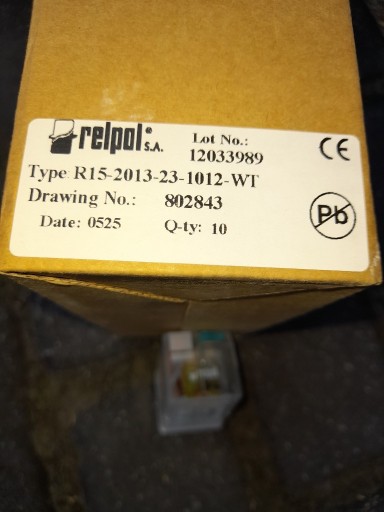 relpol® S.A.
Lot No.:
12033989
CE
Type R15-2013-23-1012-WT
Drawing No.: 802843
Pb
Date: 0525 Q-ty: 10